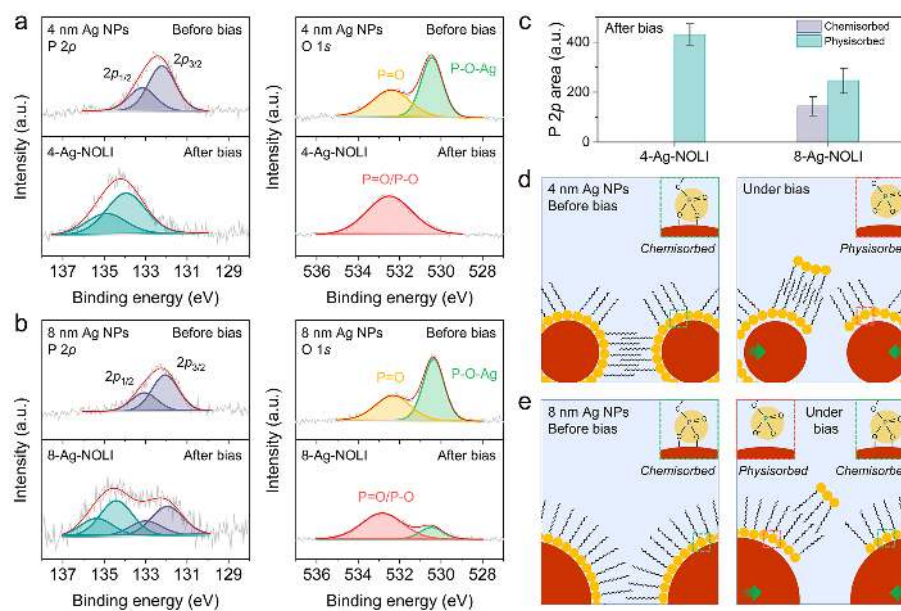 a
4 nm Ag NPs Before bias
P 2p
2p1/2 2p3/2
4-Ag-NOLI After bias
Intensity (a.u.)
137 135 133 131 129
Binding energy (eV)
4 nm Ag NPs Before bias
O 1s
P=O P-O-Ag
4-Ag-NOLI After bias
P=O/P-O
Intensity (a.u.)
536 534 532 530 528
Binding energy (eV)
b
8 nm Ag NPs Before bias
P 2p
2p1/2 2p3/2
8-Ag-NOLI After bias
Intensity (a.u.)
137 135 133 131 129
Binding energy (eV)
8 nm Ag NPs Before bias
O 1s
P=O P-O-Ag
8-Ag-NOLI After bias
P=O/P-O
Intensity (a.u.)
536 534 532 530 528
Binding energy (eV)
c
After bias
Chemisorbed
Physisorbed
P 2p area (a.u.)
400
200
0
4-Ag-NOLI 8-Ag-NOLI
d
4 nm Ag NPs
Before bias
Chemisorbed
Under bias
Physisorbed
e
8 nm Ag NPs
Before bias
Chemisorbed
Under
bias
Physisorbed Chemisorbed